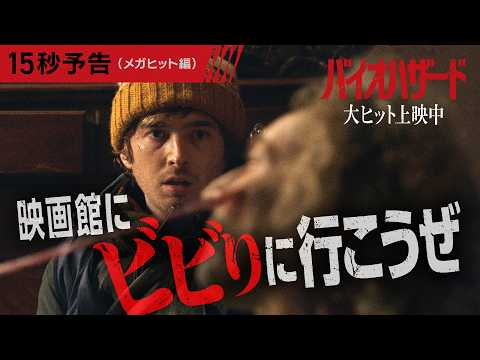 15秒予告（メガヒット編）
バイオハザード
大ヒット上映中
映画館に
ビビりに行こうぜ